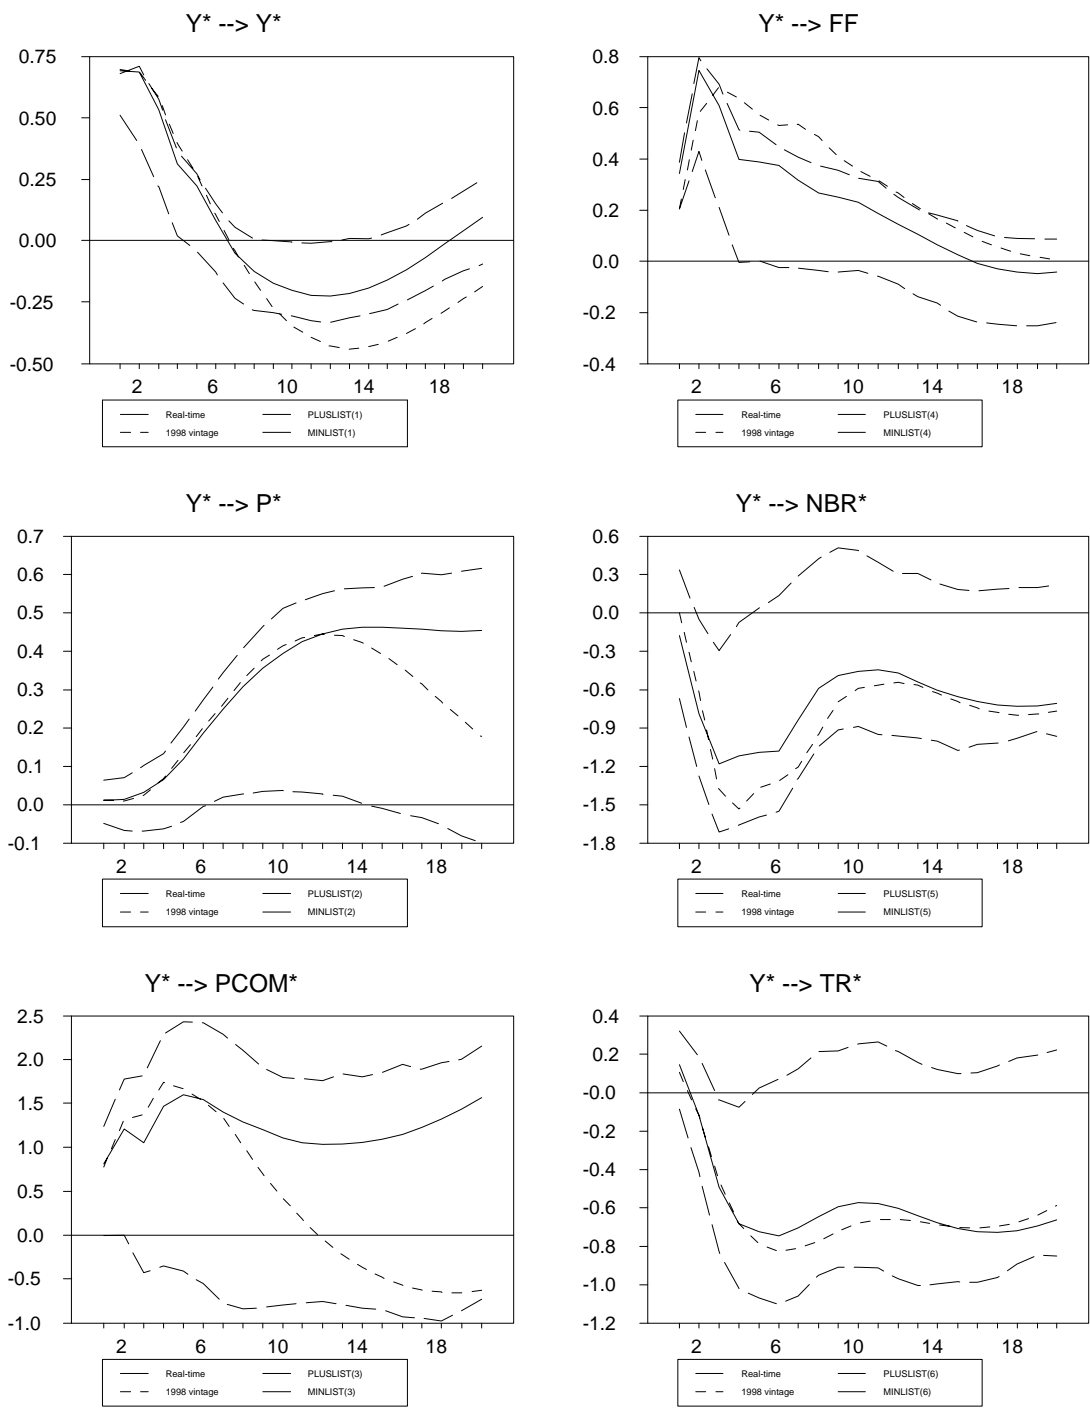 Y* --> Y*
0.75
0.50
0.25
0.00
-0.25
-0.50
2 6 10 14 18
Real-time PLUSLIST(1)
1998 vintage MINLIST(1)
Y* --> FF
0.8
0.6
0.4
0.2
0.0
-0.2
-0.4
2 6 10 14 18
Real-time PLUSLIST(4)
1998 vintage MINLIST(4)
Y* --> P*
0.7
0.6
0.5
0.4
0.3
0.2
0.1
0.0
-0.1
2 6 10 14 18
Real-time PLUSLIST(2)
1998 vintage MINLIST(2)
Y* --> NBR*
0.6
0.3
0.0
-0.3
-0.6
-0.9
-1.2
-1.5
-1.8
2 6 10 14 18
Real-time PLUSLIST(5)
1998 vintage MINLIST(5)
Y* --> PCOM*
2.5
2.0
1.5
1.0
0.5
0.0
-0.5
-1.0
2 6 10 14 18
Real-time PLUSLIST(3)
1998 vintage MINLIST(3)
Y* --> TR*
0.4
0.2
-0.0
-0.2
-0.4
-0.6
-0.8
-1.0
-1.2
2 6 10 14 18
Real-time PLUSLIST(6)
1998 vintage MINLIST(6)